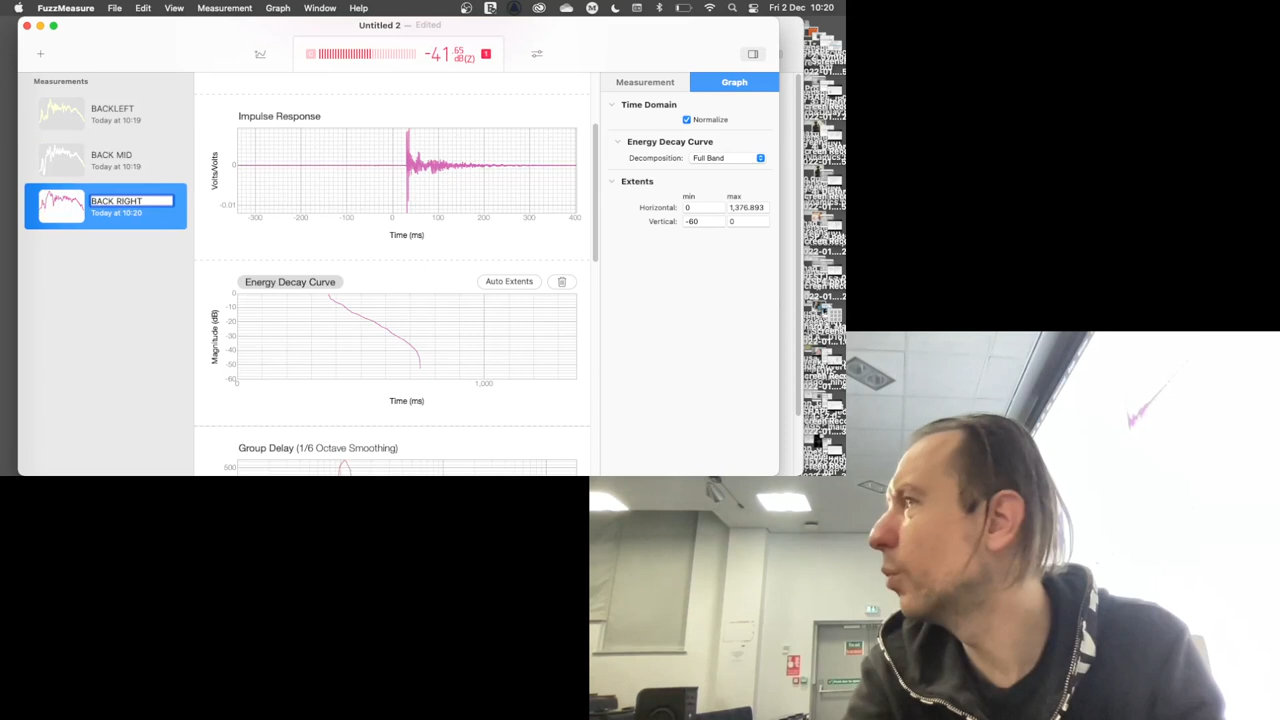 FuzzMeasure File Edit View Measurement Graph Window Help Fri 2 Dec 10:20
Untitled 2 — Edited
-41.65 dB(Z) 1
Measurements
BACKLEFT
Today at 10:19
BACK MID
Today at 10:19
BACK RIGHT
Today at 10:20
Impulse Response
Volts/Volts
0
-0.01
-300 -200 -100 0 100 200 300 400
Time (ms)
Energy Decay Curve
Auto Extents
Magnitude (dB)
0
-10
-20
-30
-40
-50
-60
0 1,000
Time (ms)
Group Delay (1/6 Octave Smoothing)
600
Measurement Graph
Time Domain
Normalize
Energy Decay Curve
Decomposition: Full Band
Extents
min max
Horizontal: 0 1,376.893
Vertical: -60 0